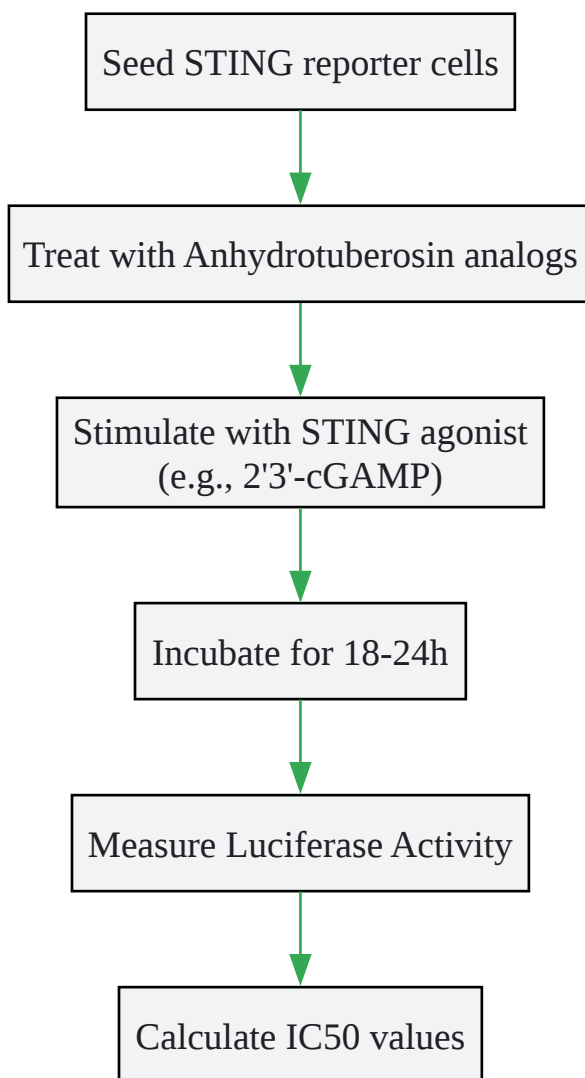 Seed STING reporter cells
Treat with Anhydrotuberosin analogs
Stimulate with STING agonist
(e.g., 2'3'-cGAMP)
Incubate for 18-24h
Measure Luciferase Activity
Calculate IC50 values